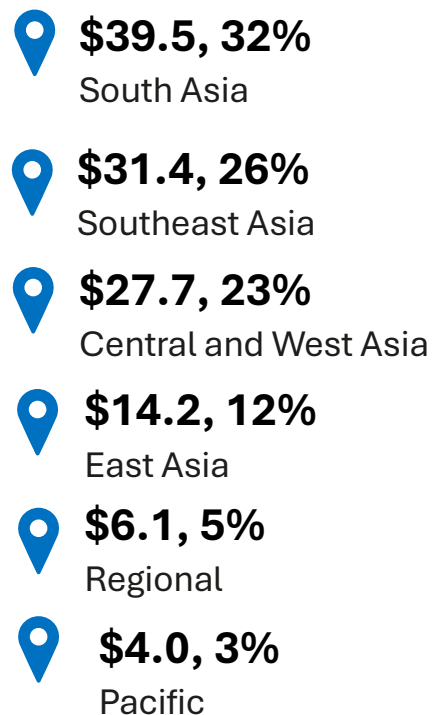 $39.5, 32%
South Asia
$31.4, 26%
Southeast Asia
$27.7, 23%
Central and West Asia
$14.2, 12%
East Asia
$6.1, 5%
Regional
$4.0, 3%
Pacific